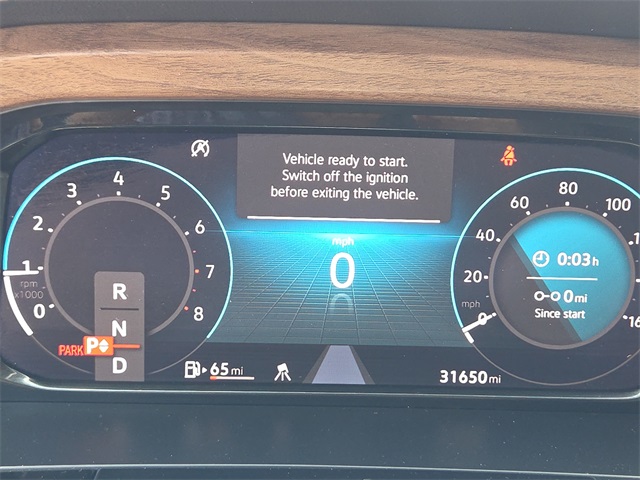 Vehicle ready to start.
Switch off the ignition
before exiting the vehicle.
mph
0
0
1
2
3
4
5
6
7
8
rpm
x1000
PARK P
R
N
D
65 mi
31650 mi
0
20
40
60
80
100
mph
0:03 h
0 mi
Since start